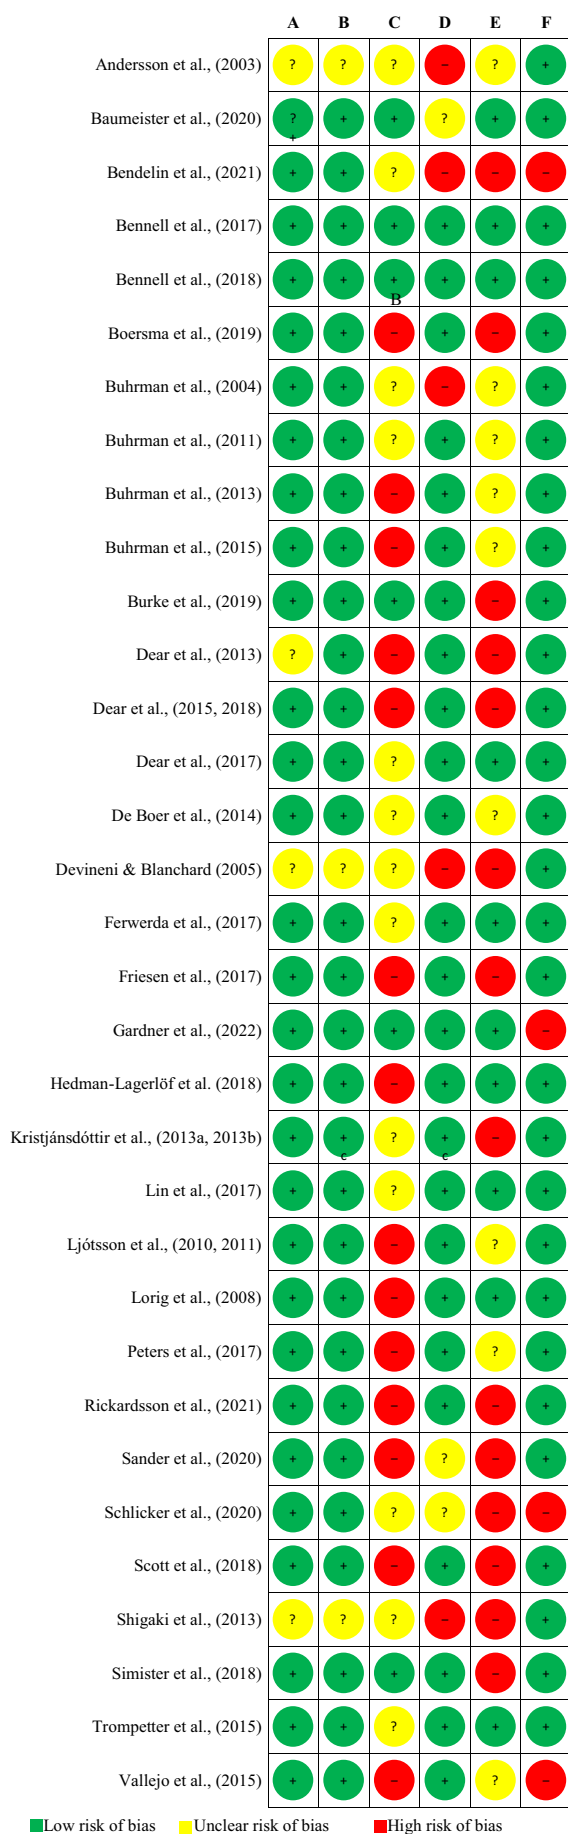 A B C D E F
Andersson et al., (2003) ? ? ? – ? +
Baumeister et al., (2020) ? + + ? + +
+
Bendelin et al., (2021) + + ? – – –
Bennell et al., (2017) + + + + + +
Bennell et al., (2018) + + + + + +
B
Boersma et al., (2019) + + – + – +
Buhrman et al., (2004) + + ? – ? +
Buhrman et al., (2011) + + ? + ? +
Buhrman et al., (2013) + + – + ? +
Buhrman et al., (2015) + + – + ? +
Burke et al., (2019) + + + + – +
Dear et al., (2013) ? + – + – +
Dear et al., (2015, 2018) + + – + – +
Dear et al., (2017) + + ? + + +
De Boer et al., (2014) + + ? + ? +
Devineni & Blanchard (2005) ? ? ? – – +
Ferwerda et al., (2017) + + ? + + +
Friesen et al., (2017) + + – + – +
Gardner et al., (2022) + + + + + –
Hedman-Lagerlöf et al. (2018) + + – + + +
Kristjánsdóttir et al., (2013a, 2013b) + + ? + – +
c c
Lin et al., (2017) + + ? + + +
Ljótsson et al., (2010, 2011) + + – + ? +
Lorig et al., (2008) + + – + + +
Peters et al., (2017) + + – + ? +
Rickardsson et al., (2021) + + – + – +
Sander et al., (2020) + + – ? – +
Schlicker et al., (2020) + + ? ? – –
Scott et al., (2018) + + – + – +
Shigaki et al., (2013) ? ? ? – – +
Simister et al., (2018) + + + + – +
Trompetter et al., (2015) + + ? + + +
Vallejo et al., (2015) + + – + ? –
Low risk of bias Unclear risk of bias High risk of bias